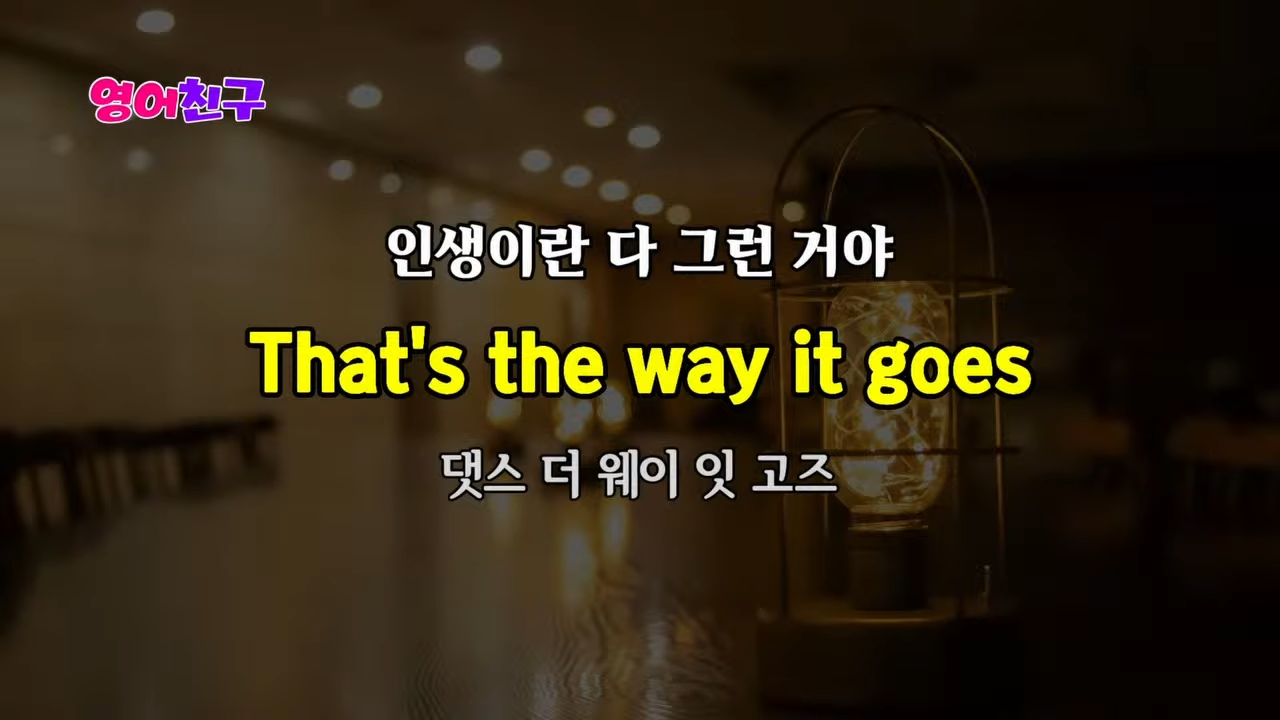 영어친구
인생이란 다 그런 거야
That's the way it goes
댓스 더 웨이 잇 고즈